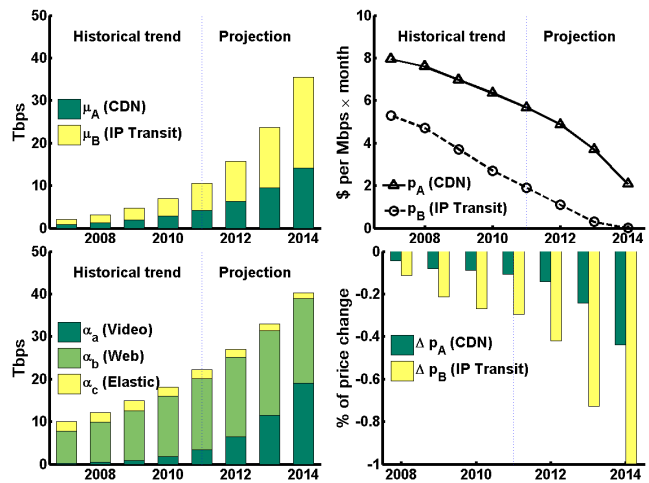 50
40
30
20
10
0
Tbps
Historical trend
Projection
μA (CDN)
μB (IP Transit)
2008
2010
2012
2014
10
8
6
4
2
0
$ per Mbps × month
Historical trend
Projection
pA (CDN)
pB (IP Transit)
2008
2010
2012
2014
50
40
30
20
10
0
Tbps
Historical trend
Projection
αa (Video)
αb (Web)
αc (Elastic)
2008
2010
2012
2014
0
-0.2
-0.4
-0.6
-0.8
-1
% of price change
Δ pA (CDN)
Δ pB (IP Transit)
2008
2010
2012
2014